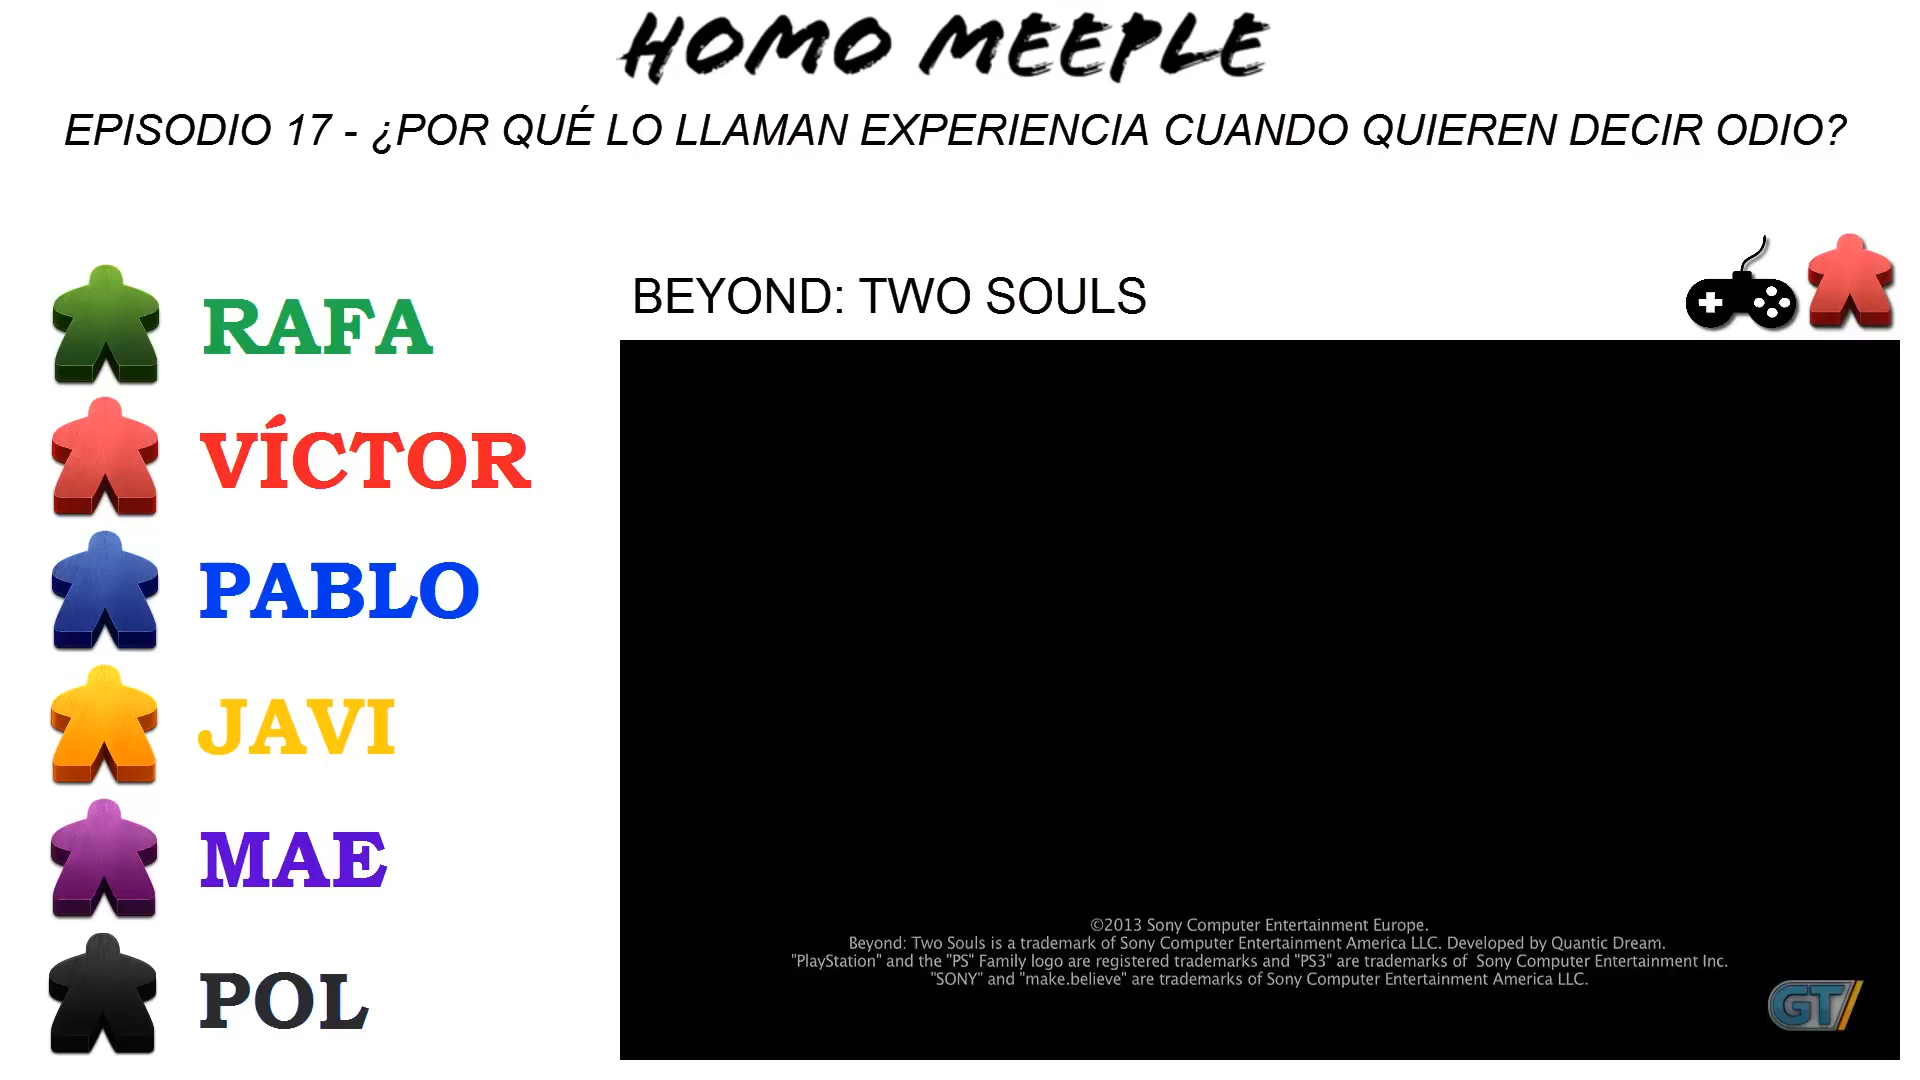 HOMO MEEPLE
EPISODIO 17 - ¿POR QUÉ LO LLAMAN EXPERIENCIA CUANDO QUIEREN DECIR ODIO?
RAFA
VÍCTOR
PABLO
JAVI
MAE
POL
BEYOND: TWO SOULS
©2013 Sony Computer Entertainment Europe.
Beyond: Two Souls is a trademark of Sony Computer Entertainment America LLC. Developed by Quantic Dream.
"PlayStation" and the "PS" Family logo are registered trademarks and "PS3" are trademarks of Sony Computer Entertainment Inc.
"SONY" and "make.believe" are trademarks of Sony Computer Entertainment America LLC.
GT